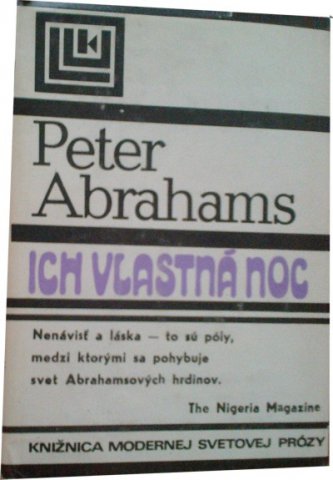 Peter
Abrahams
ICH VLASTNÁ NOC
Nenávisť a láska — to sú póly,
medzi ktorými sa pohybuje
svet Abrahamsových hrdinov.
The Nigeria Magazine
KNIŽNICA MODERNEJ SVETOVEJ PRÓZY